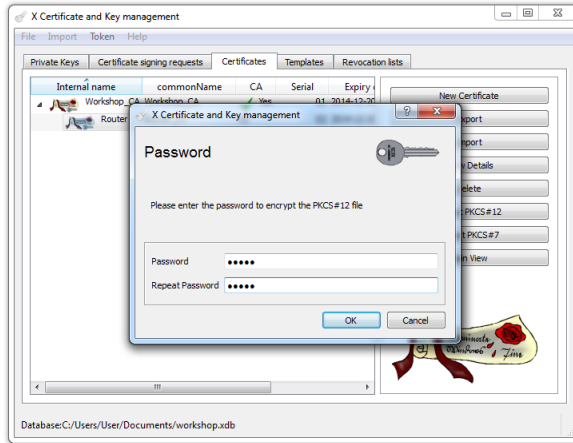 X Certificate and Key management
File Import Token Help
Private Keys Certificate signing requests Certificates Templates Revocation lists
Internal name commonName CA Serial Expiry
Workshop_CA Workshop_CA Yes 01 2014-12-20
Router
New Certificate
xport
mport
Details
elete
PKCS#12
t PKCS#7
n View
X Certificate and Key management
Password
Please enter the password to encrypt the PKCS#12 file
Password •••••
Repeat Password •••••
OK Cancel
Database:C:/Users/User/Documents/workshop.xdb